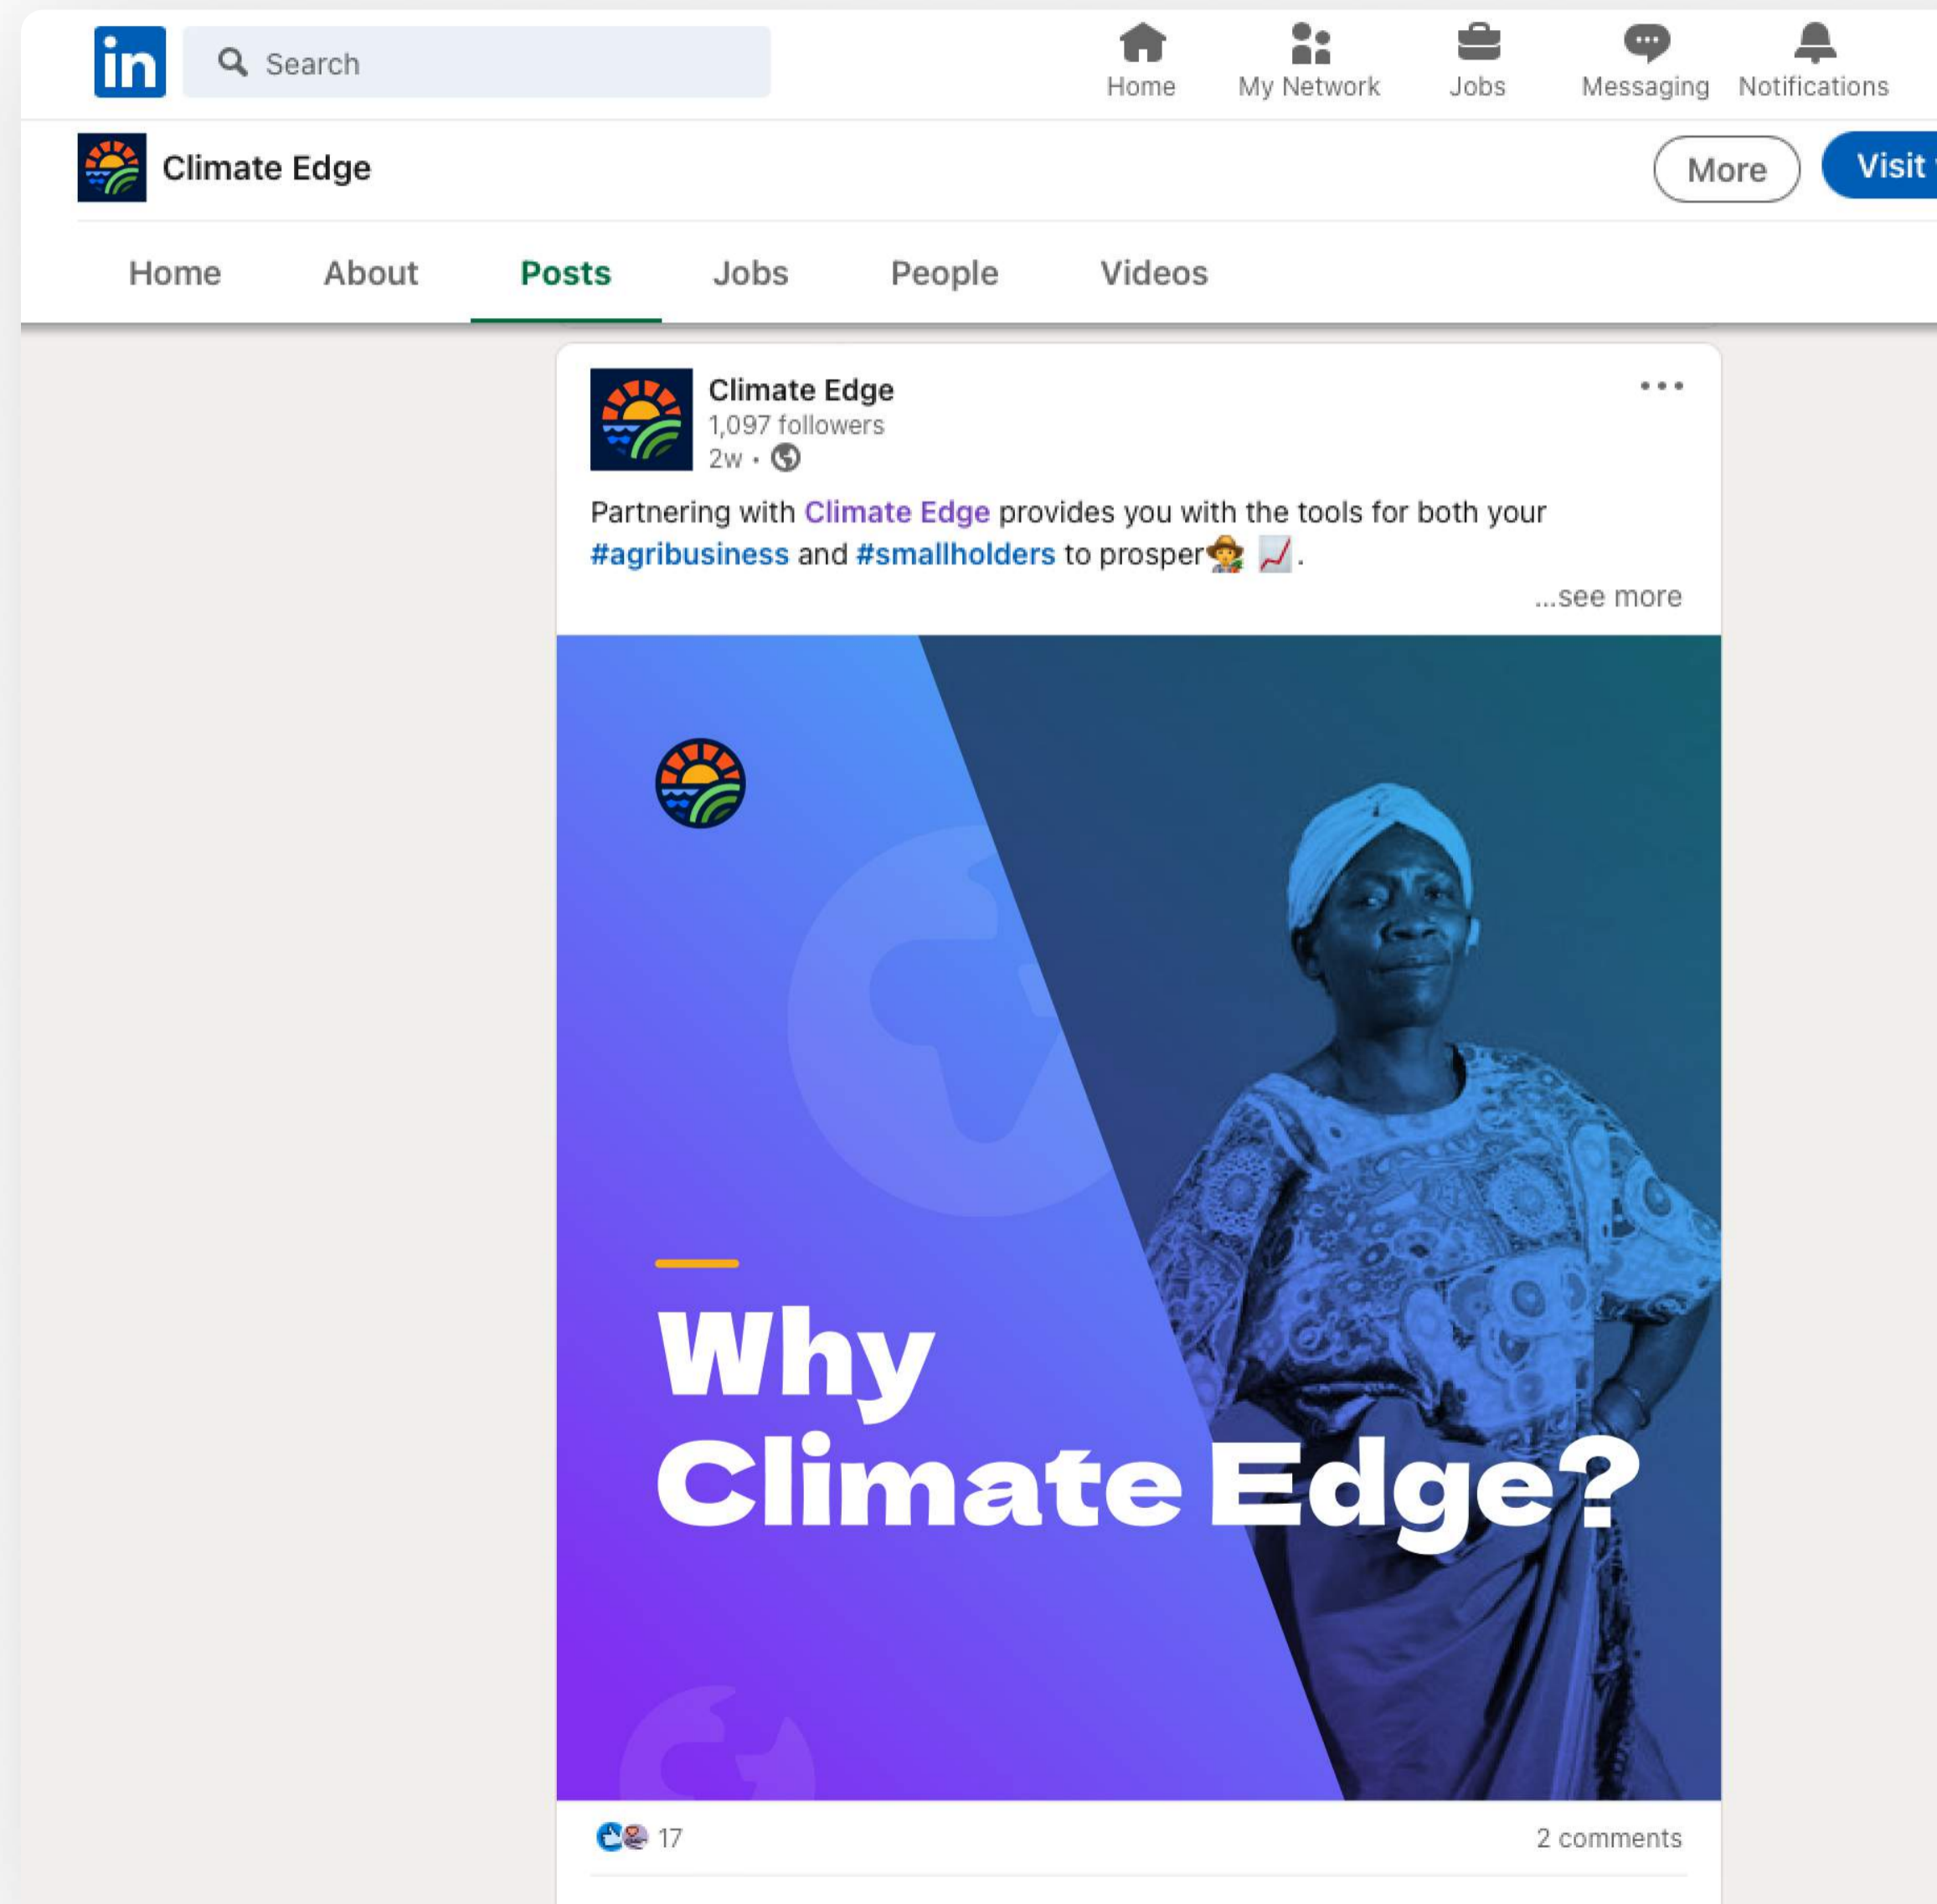 in Search
Home My Network Jobs Messaging Notifications
Climate Edge More Visit
Home About Posts Jobs People Videos
Climate Edge
1,097 followers
2w •
Partnering with Climate Edge provides you with the tools for both your
#agribusiness and #smallholders to prosper🧑‍🌾 📈.
...see more
Why
Climate Edge?
17 2 comments